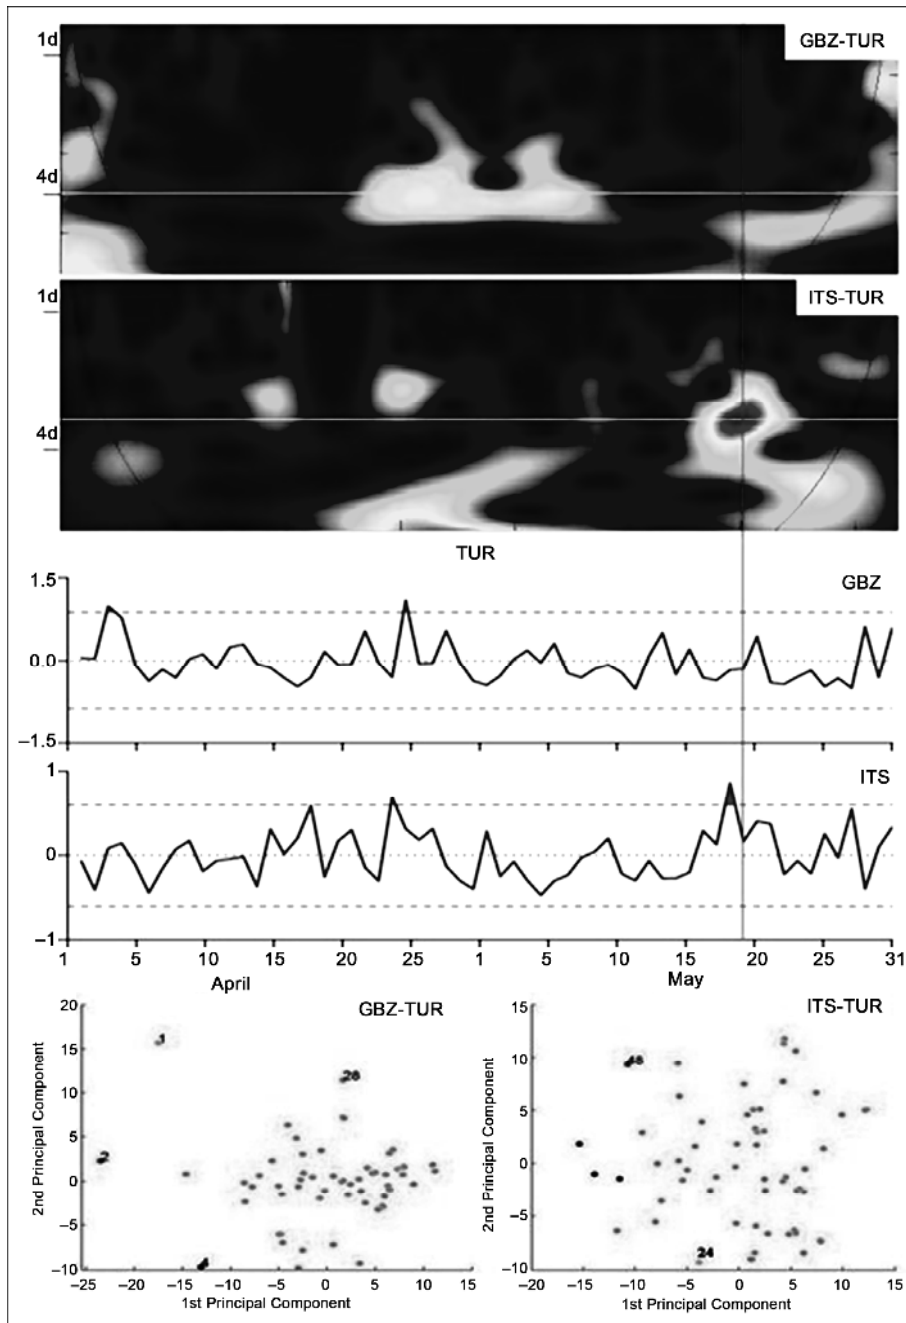 1d
GBZ-TUR
4d
1d
ITS-TUR
4d
TUR
1.5
GBZ
0.0
−1.5
1
ITS
0
−1
1 5 10 15 20 25 1 5 10 15 20 25 31
April May
GBZ-TUR
20
15
10
5
0
−5
−10
2nd Principal Component
1
28
2
4
−25 −20 −15 −10 −5 0 5 10 15
1st Principal Component
ITS-TUR
15
10
5
0
−5
−10
2nd Principal Component
48
24
−20 −15 −10 −5 0 5 10 15
1st Principal Component